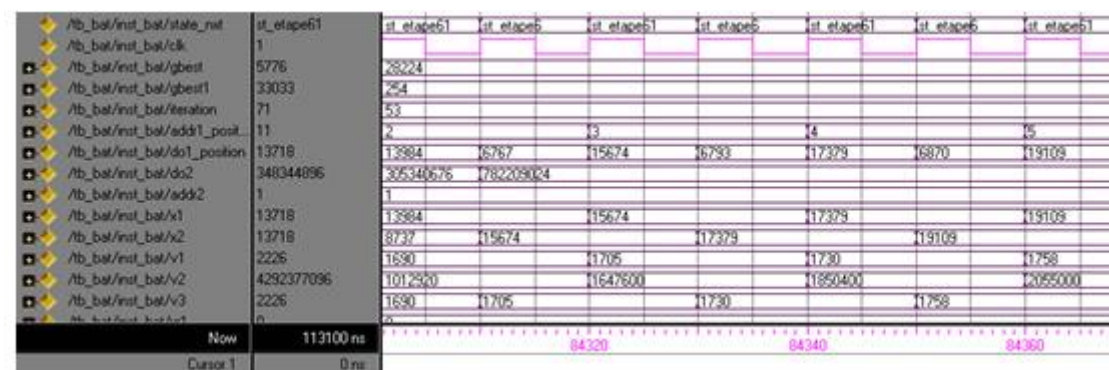 /tb_bat/inst_bat/state_nxt st_etape61 st_etape61 st_etape6 st_etape61 st_etape6 st_etape61 st_etape6 st_etape61
/tb_bat/inst_bat/clk 1
/tb_bat/inst_bat/gbest 5776 28224
/tb_bat/inst_bat/gbest1 33033 254
/tb_bat/inst_bat/iteration 71 53
/tb_bat/inst_bat/addr1_posit... 11 2 3 4 5
/tb_bat/inst_bat/do1_position 13718 13984 6767 15674 6793 17379 6870 19109
/tb_bat/inst_bat/do2 348344896 305340676 782209024
/tb_bat/inst_bat/addr2 1 1
/tb_bat/inst_bat/x1 13718 13984 15674 17379 19109
/tb_bat/inst_bat/x2 13718 8737 15674 17379 19109
/tb_bat/inst_bat/v1 2226 1690 1705 1730 1758
/tb_bat/inst_bat/v2 4292377096 1012920 1647600 1850400 2055000
/tb_bat/inst_bat/v3 2226 1690 1705 1730 1758
Now 113100 ns 84320 84340 84360
Cursor 1 0 ns